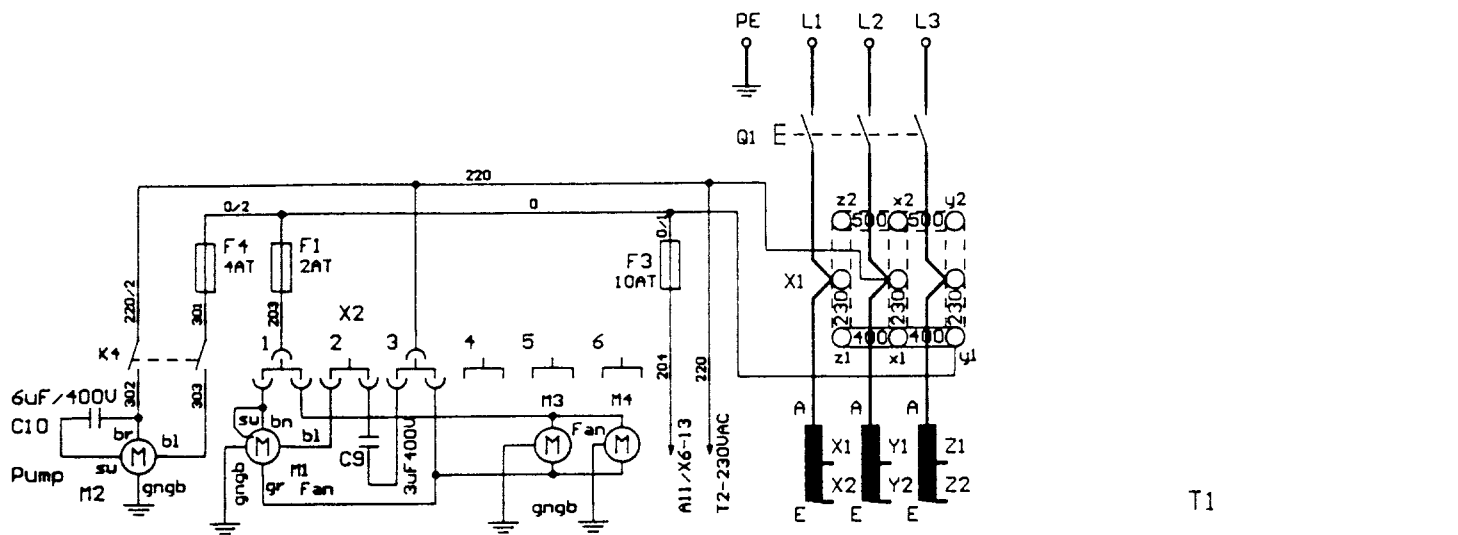 PE L1 L2 L3
Q1 E
220
0/2 0
z2 x2 y2
500 500
F4 F1
4AT 2AT
0/1
F3
10AT
X1
220/2 301 203
X2
230 230 230
1 2 3 4 5 6
400 400
z1 x1 y1
K4
302 303
204 220
6uF/400V
C10
M3 M4
A A A
br bl
su
su bn
bl
M
M
M
M
Fan
C9
3uF400V
A11/X6-13
T2-230VAC
X1 Y1 Z1
X2 Y2 Z2
Pump
M2
gngb
gngb
gr
M1
Fan
gngb
E E E
T1